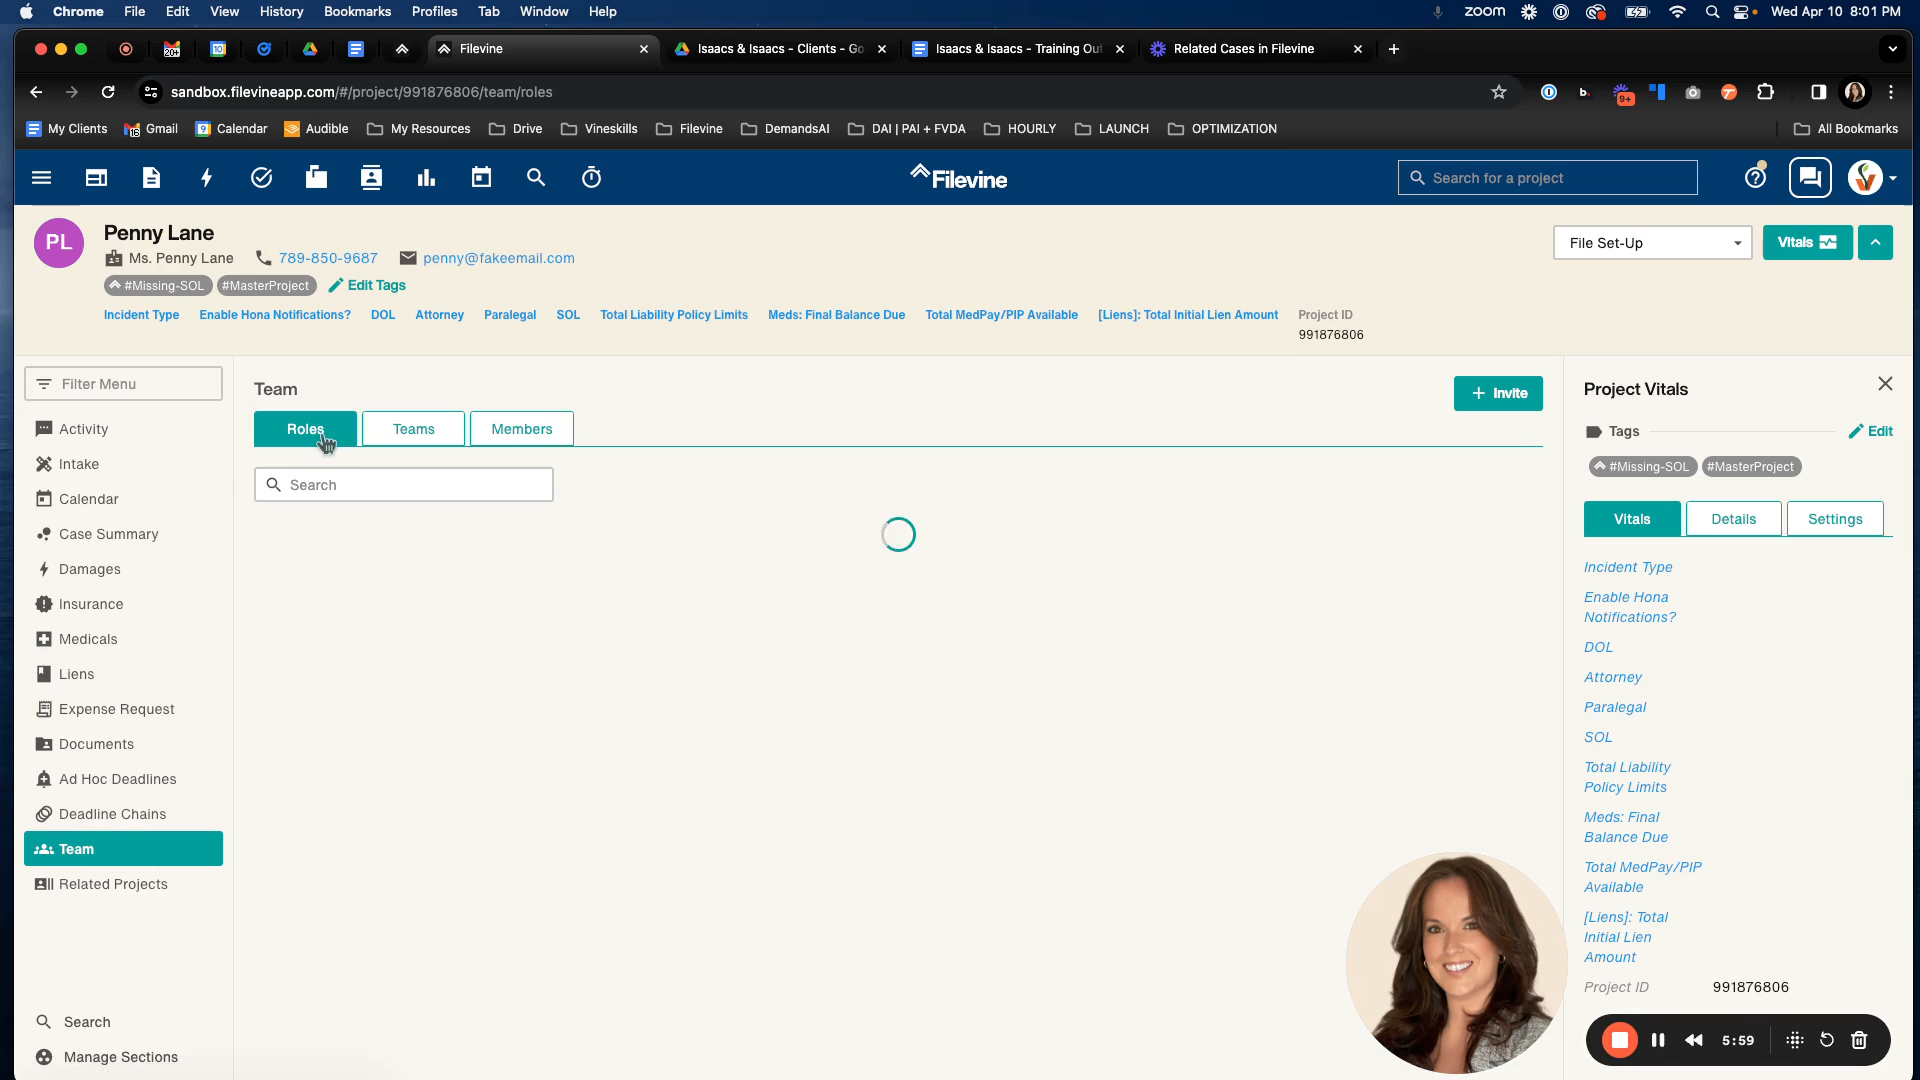 Chrome File Edit View History Bookmarks Profiles Tab Window Help zoom Wed Apr 10 8:01 PM
20+ 10 Filevine Isaacs & Isaacs - Clients - Go Isaacs & Isaacs - Training Out Related Cases in Filevine
sandbox.filevineapp.com/#/project/991876806/team/roles b. 9+
My Clients 16 Gmail 9 Calendar Audible My Resources Drive Vineskills Filevine DemandsAI DAI | PAI + FVDA HOURLY LAUNCH OPTIMIZATION All Bookmarks
Filevine Search for a project
PL Penny Lane
Ms. Penny Lane 789-850-9687 penny@fakeemail.com
File Set-Up Vitals
#Missing-SOL #MasterProject Edit Tags
Incident Type Enable Hona Notifications? DOL Attorney Paralegal SOL Total Liability Policy Limits Meds: Final Balance Due Total MedPay/PIP Available [Liens]: Total Initial Lien Amount Project ID
991876806
Filter Menu
Activity
Intake
Calendar
Case Summary
Damages
Insurance
Medicals
Liens
Expense Request
Documents
Ad Hoc Deadlines
Deadline Chains
Team
Related Projects
Search
Manage Sections
Team
Invite
Roles Teams Members
Search
Project Vitals
Tags Edit
#Missing-SOL #MasterProject
Vitals Details Settings
Incident Type
Enable Hona
Notifications?
DOL
Attorney
Paralegal
SOL
Total Liability
Policy Limits
Meds: Final
Balance Due
Total MedPay/PIP
Available
[Liens]: Total
Initial Lien
Amount
Project ID 991876806
5:59